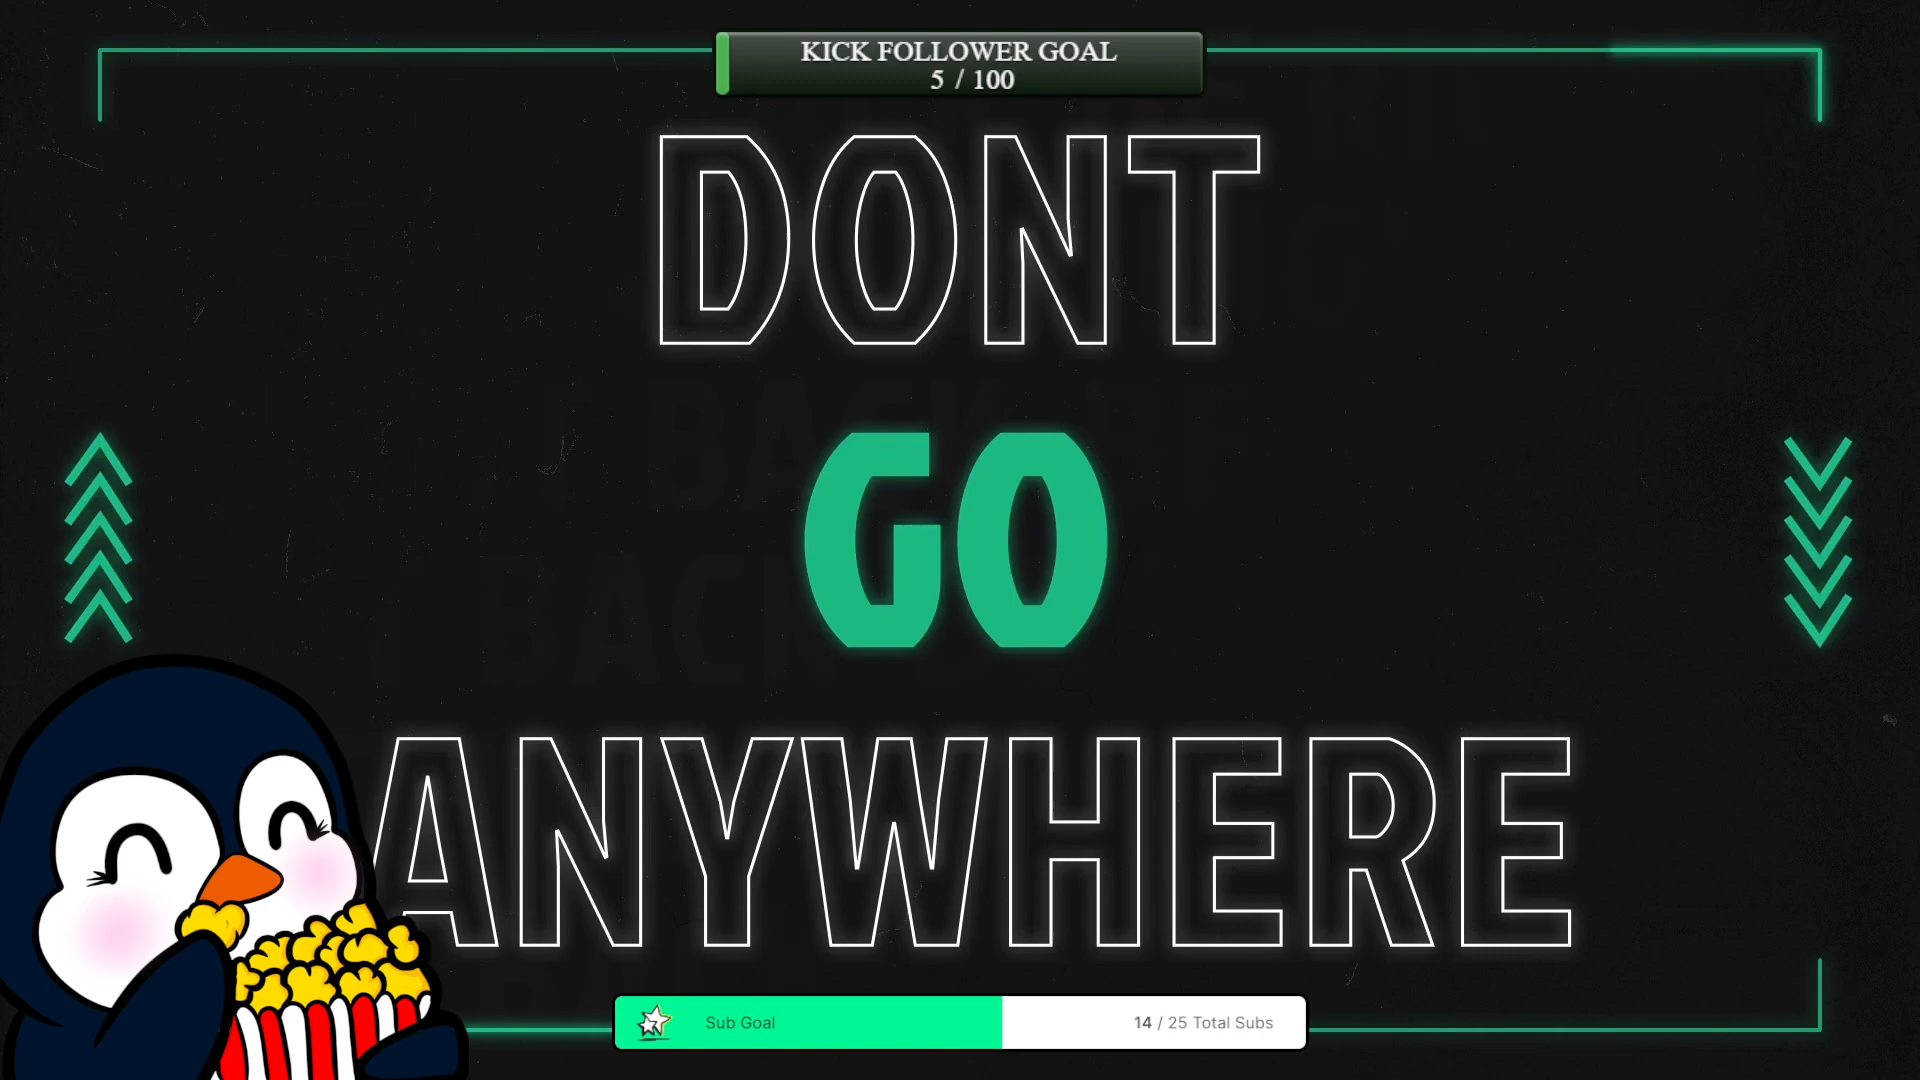 KICK FOLLOWER GOAL
5 / 100
DONT
GO
ANYWHERE
Sub Goal
14 / 25 Total Subs